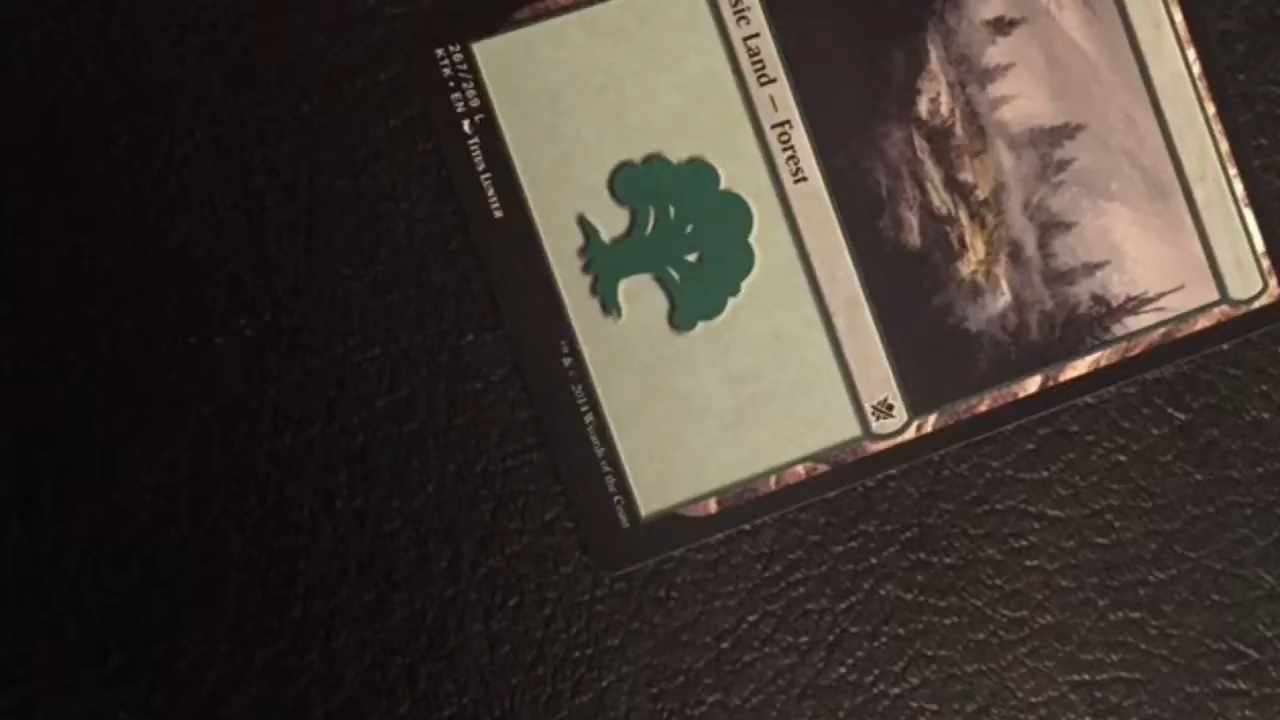 sic Land — Forest
267/269 L
KTK • EN Titus Lunter
2014 Wizards of the Coast